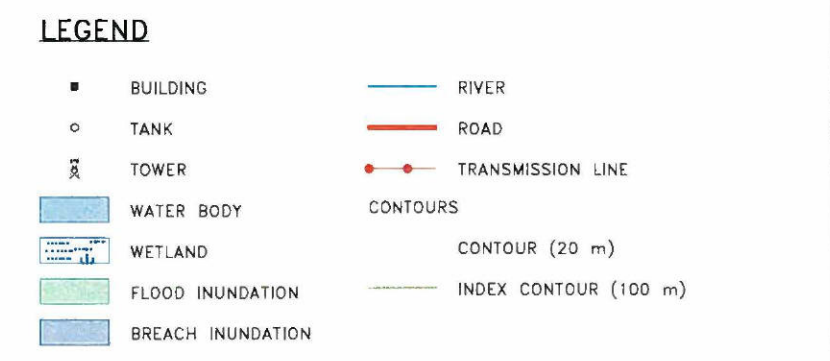 LEGEND
BUILDING
TANK
TOWER
WATER BODY
WETLAND
FLOOD INUNDATION
BREACH INUNDATION
RIVER
ROAD
TRANSMISSION LINE
CONTOURS
CONTOUR (20 m)
INDEX CONTOUR (100 m)